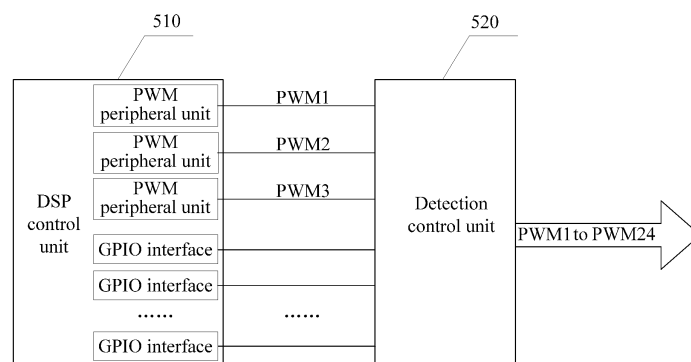 510
520
PWM
peripheral unit
PWM1
PWM
peripheral unit
PWM2
PWM
peripheral unit
PWM3
DSP
control
unit
Detection
control unit
GPIO interface
PWM1 to PWM24
GPIO interface
......
......
GPIO interface